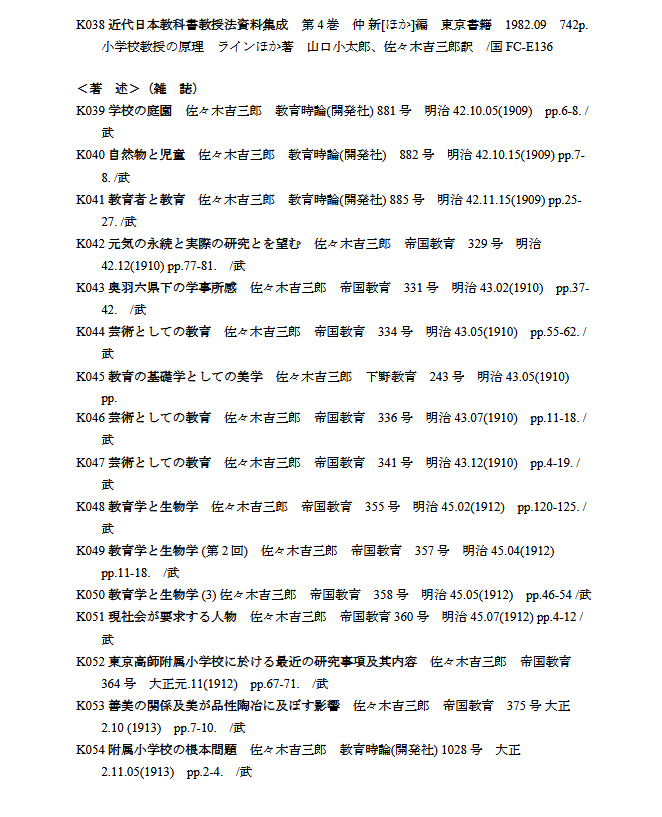 K038 近代日本教科書教授法資料集成　第 4 巻　仲 新[ほか]編　東京書籍　1982.09　742p.
小学校教授の原理　ラインほか著　山口小太郎、佐々木吉三郎訳　/国 FC-E136
＜著　述＞（雑　誌）
K039 学校の庭園　佐々木吉三郎　教育時論(開発社) 881 号　明治 42.10.05(1909)　pp.6-8. /
武
K040 自然物と児童　佐々木吉三郎　教育時論(開発社)　882 号　明治 42.10.15(1909) pp.7-
8. /武
K041 教育者と教育　佐々木吉三郎　教育時論(開発社) 885 号　明治 42.11.15(1909) pp.25-
27. /武
K042 元気の永続と実際の研究とを望む　佐々木吉三郎　帝国教育　329 号　明治
42.12(1910) pp.77-81.　/武
K043 奥羽六県下の学事所感　佐々木吉三郎　帝国教育　331 号　明治 43.02(1910)　pp.37-
42.　/武
K044 芸術としての教育　佐々木吉三郎　帝国教育　334 号　明治 43.05(1910)　pp.55-62. /
武
K045 教育の基礎学としての美学　佐々木吉三郎　下野教育　243 号　明治 43.05(1910)
pp.
K046 芸術としての教育　佐々木吉三郎　帝国教育　336 号　明治 43.07(1910)　pp.11-18. /
武
K047 芸術としての教育　佐々木吉三郎　帝国教育　341 号　明治 43.12(1910)　pp.4-19. /
武
K048 教育学と生物学　佐々木吉三郎　帝国教育　355 号　明治 45.02(1912)　pp.120-125. /
武
K049 教育学と生物学 (第 2 回)　佐々木吉三郎　帝国教育　357 号　明治 45.04(1912)
pp.11-18.　/武
K050 教育学と生物学 (3) 佐々木吉三郎　帝国教育　358 号　明治 45.05(1912)　pp.46-54 /武
K051 現社会が要求する人物　佐々木吉三郎　帝国教育 360 号　明治 45.07(1912) pp.4-12 /
武
K052 東京高師附属小学校に於ける最近の研究事項及其内容　佐々木吉三郎　帝国教育
364 号　大正元.11(1912)　pp.67-71.　/武
K053 善美の関係及美が品性陶冶に及ぼす影響　佐々木吉三郎　帝国教育　375 号 大正
2.10 (1913)　pp.7-10.　/武
K054 附属小学校の根本問題　佐々木吉三郎　教育時論(開発社) 1028 号　大正
2.11.05(1913)　pp.2-4.　/武